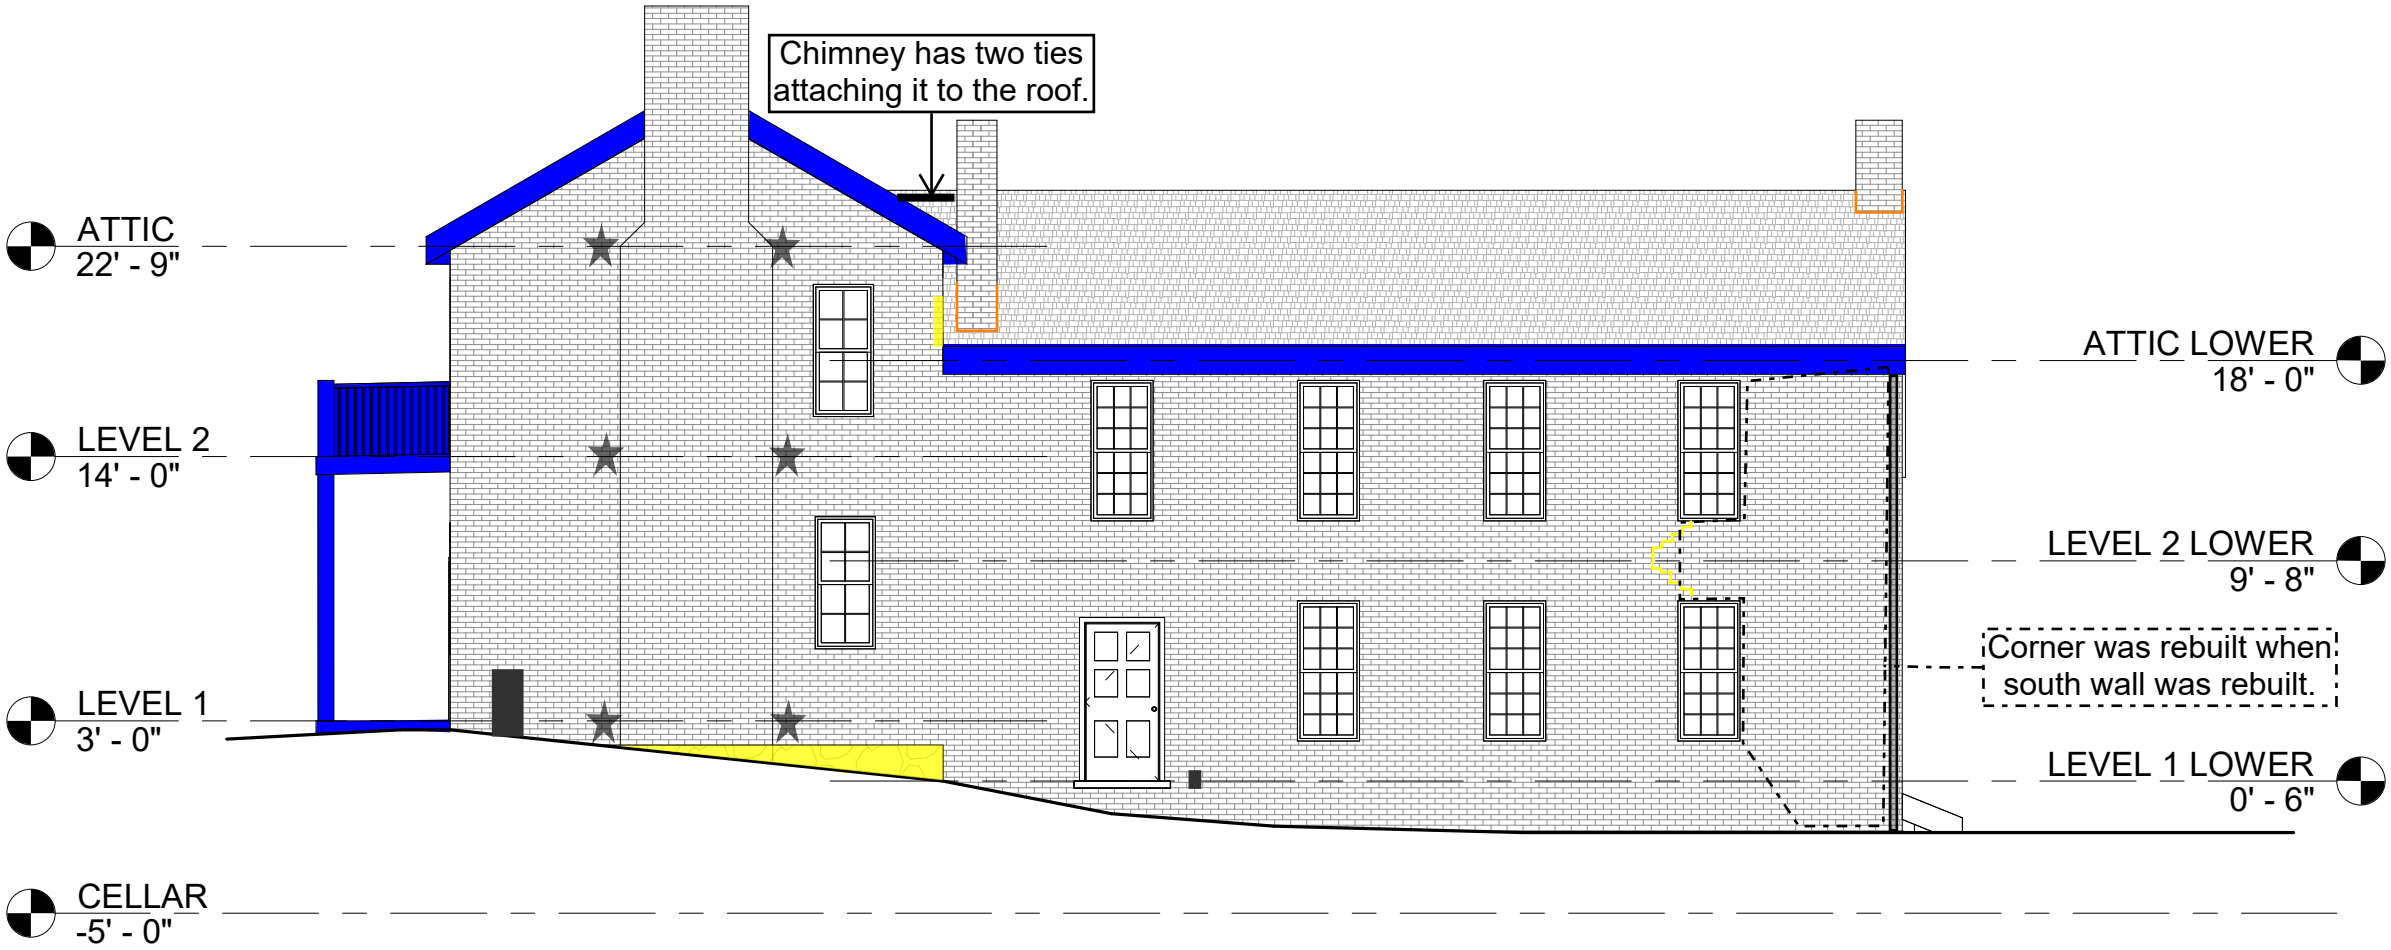 Chimney has two ties
attaching it to the roof.
ATTIC
22' - 9"
ATTIC LOWER
18' - 0"
LEVEL 2
14' - 0"
LEVEL 2 LOWER
9' - 8"
Corner was rebuilt when
south wall was rebuilt.
LEVEL 1
3' - 0"
LEVEL 1 LOWER
0' - 6"
CELLAR
-5' - 0"